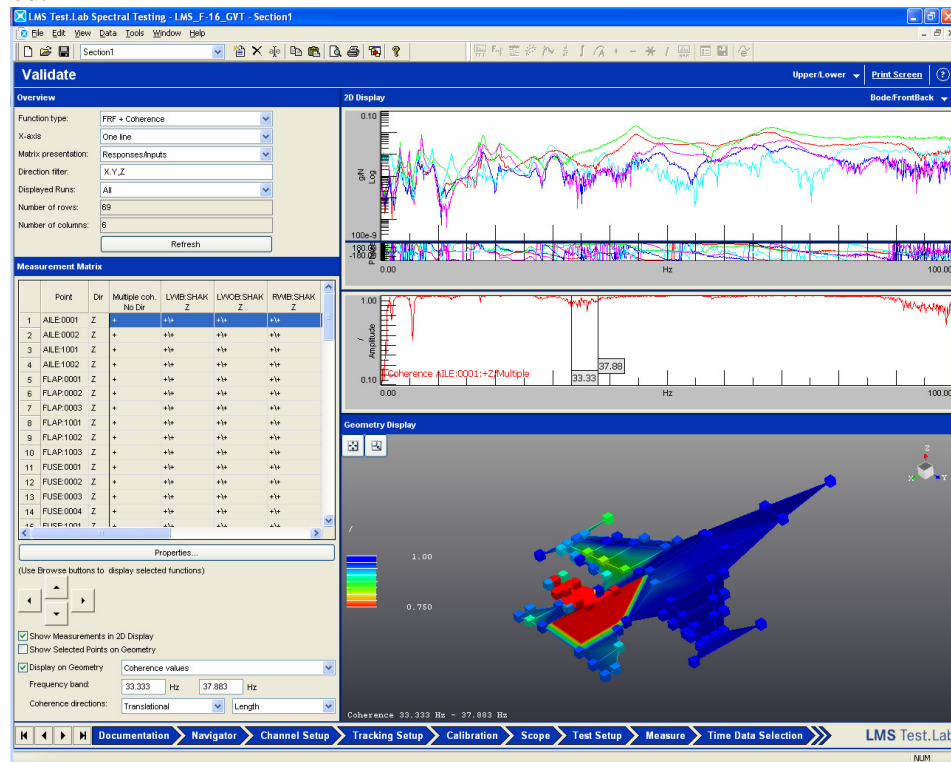 LMS Test.Lab Spectral Testing - LMS_F-16_GVT - Section1
File Edit View Data Tools Window Help
Section1
Validate
Upper/Lower Print Screen
Overview
Function type: FRF + Coherence
X-axis One line
Matrix presentation: Responses/Inputs
Direction filter: X,Y,Z
Displayed Runs: All
Number of rows: 69
Number of columns: 6
Refresh
Measurement Matrix
Point Dir Multiple coh. No Dir LWIB:SHAK Z LWOB:SHAK Z RWIB:SHAK Z
1 AILE:0001 Z + +\+ +\+ +\+
2 AILE:0002 Z + +\+ +\+ +\+
3 AILE:1001 Z + +\+ +\+ +\+
4 AILE:1002 Z + +\+ +\+ +\+
5 FLAP:0001 Z + +\+ +\+ +\+
6 FLAP:0002 Z + +\+ +\+ +\+
7 FLAP:0003 Z + +\+ +\+ +\+
8 FLAP:1001 Z + +\+ +\+ +\+
9 FLAP:1002 Z + +\+ +\+ +\+
10 FLAP:1003 Z + +\+ +\+ +\+
11 FUSE:0001 Z + +\+ +\+ +\+
12 FUSE:0002 Z + +\+ +\+ +\+
13 FUSE:0003 Z + +\+ +\+ +\+
14 FUSE:0004 Z + +\+ +\+ +\+
15 FUSE:1001 Z + +\+ +\+ +\+
Properties...
(Use Browse buttons to display selected functions)
Show Measurements in 2D Display
Show Selected Points on Geometry
Display on Geometry Coherence values
Frequency band: 33.333 Hz 37.883 Hz
Coherence directions: Translational Length
2D Display Bode/FrontBack
0.10
g/N
Log
100e-9
-180.00
0.00 Hz 100.00
1.00
/
Amplitude
0.10
Coherence AILE:0001:+Z/Multiple
33.33
37.88
0.00 Hz 100.00
Geometry Display
Z
X
Y
/
1.00
0.750
Coherence 33.333 Hz - 37.883 Hz
Documentation Navigator Channel Setup Tracking Setup Calibration Scope Test Setup Measure Time Data Selection LMS Test.Lab
NUM